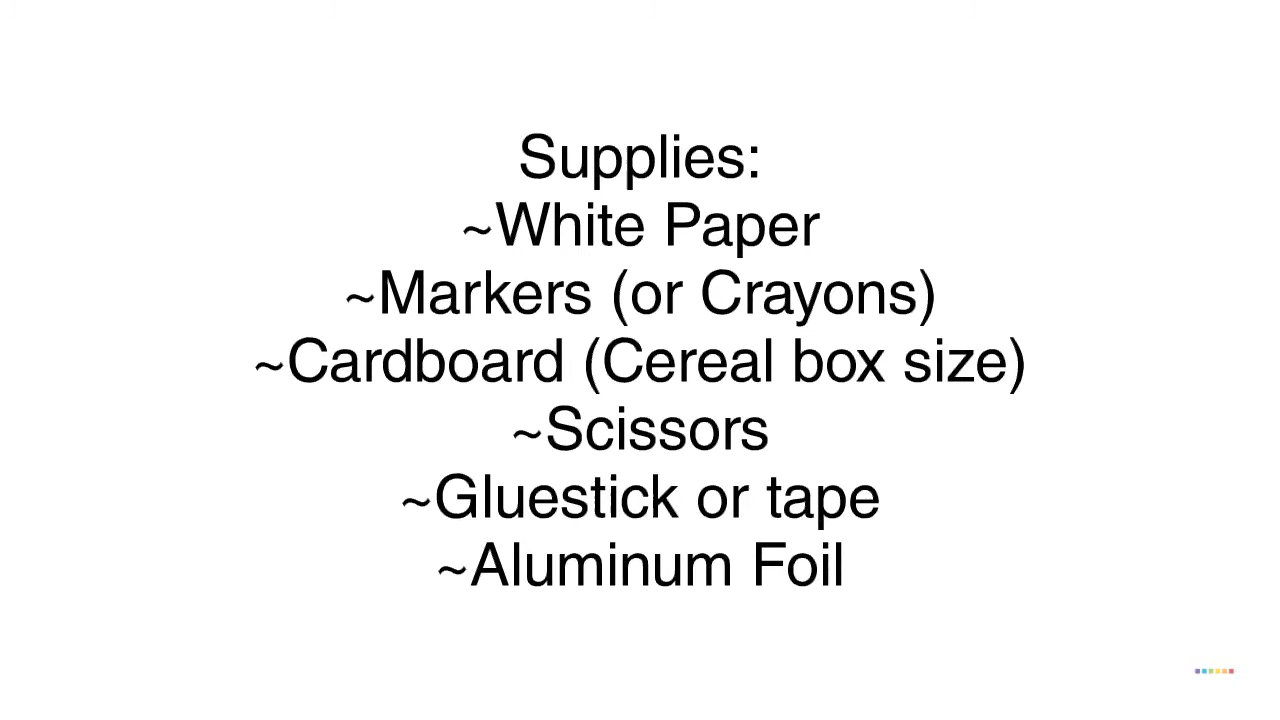 Supplies:
~White Paper
~Markers (or Crayons)
~Cardboard (Cereal box size)
~Scissors
~Gluestick or tape
~Aluminum Foil